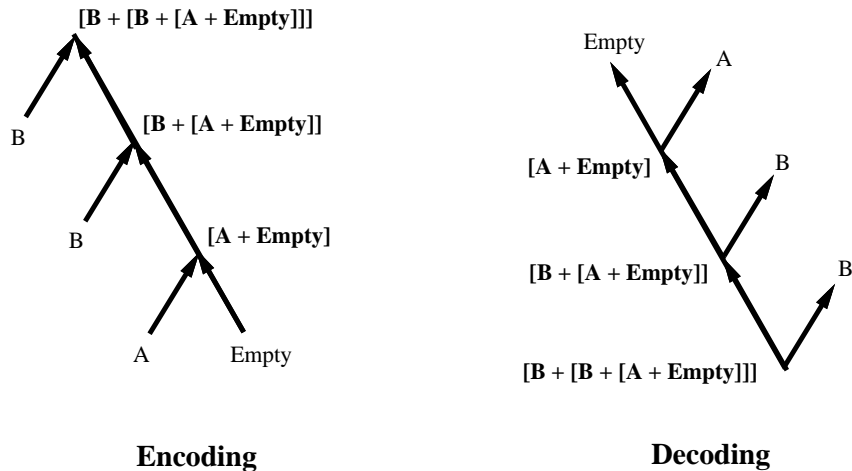 [B + [B + [A + Empty]]]
B
[B + [A + Empty]]
B
[A + Empty]
A
Empty
Encoding
Empty
A
[A + Empty]
B
[B + [A + Empty]]
B
[B + [B + [A + Empty]]]
Decoding